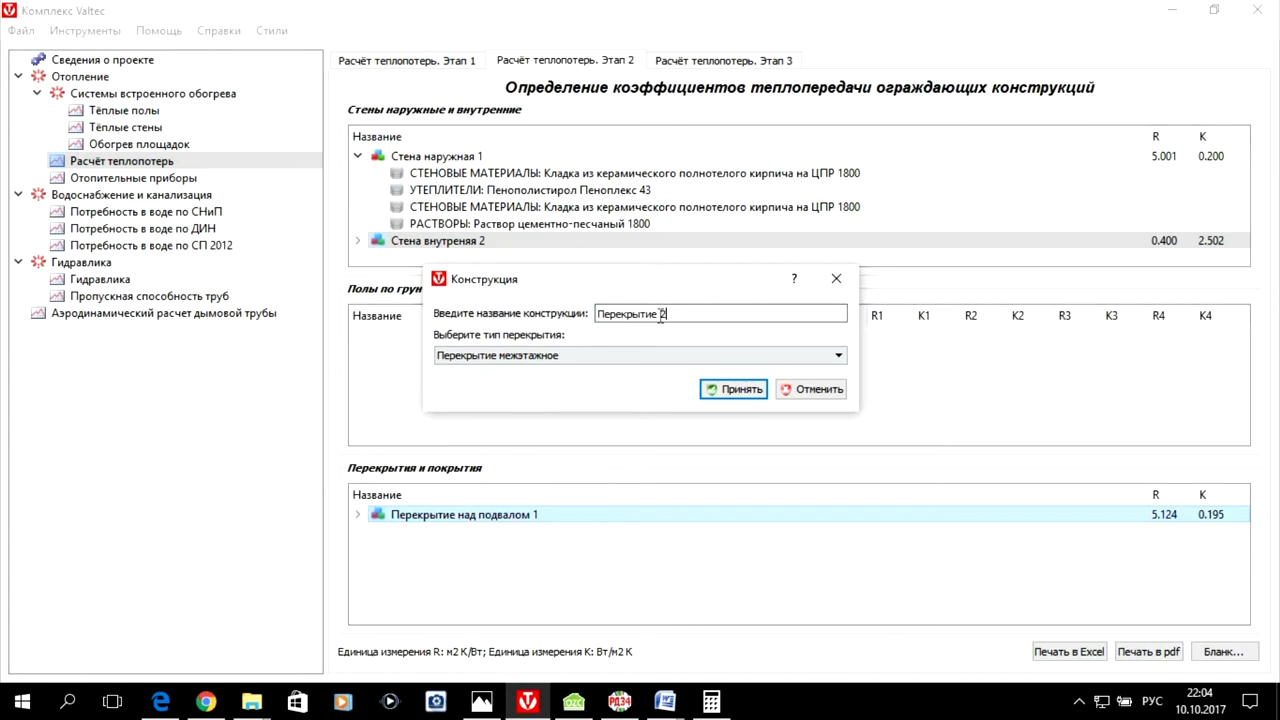 Комплекс Valtec
Файл Инструменты Помощь Справки Стили
Сведения о проекте
Отопление
Системы встроенного обогрева
Тёплые полы
Тёплые стены
Обогрев площадок
Расчёт теплопотерь
Отопительные приборы
Водоснабжение и канализация
Потребность в воде по СНиП
Потребность в воде по ДИН
Потребность в воде по СП 2012
Гидравлика
Гидравлика
Пропускная способность труб
Аэродинамический расчет дымовой трубы
Расчёт теплопотерь. Этап 1 Расчёт теплопотерь. Этап 2 Расчёт теплопотерь. Этап 3
Определение коэффициентов теплопередачи ограждающих конструкций
Стены наружные и внутренние
Название R K
Стена наружная 1 5.001 0.200
СТЕНОВЫЕ МАТЕРИАЛЫ: Кладка из керамического полнотелого кирпича на ЦПР 1800
УТЕПЛИТЕЛИ: Пенополистирол Пеноплекс 43
СТЕНОВЫЕ МАТЕРИАЛЫ: Кладка из керамического полнотелого кирпича на ЦПР 1800
РАСТВОРЫ: Раствор цементно-песчаный 1800
Стена внутреняя 2 0.400 2.502
Полы по
Название R1 K1 R2 K2 R3 K3 R4 K4
Конструкция ?
Введите название конструкции: Перекрытие 2
Выберите тип перекрытия:
Перекрытие межэтажное
Принять Отменить
Перекрытия и покрытия
Название R K
Перекрытие над подвалом 1 5.124 0.195
Единица измерения R: м2 К/Вт; Единица измерения K: Вт/м2 К
Печать в Excel Печать в pdf Бланк...
РУС
22:04
10.10.2017